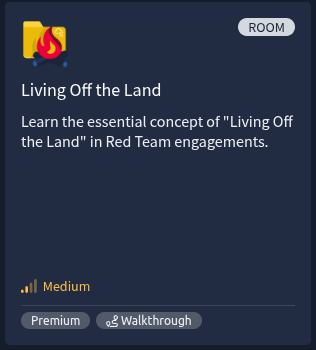 ROOM
Living Off the Land
Learn the essential concept of "Living Off
the Land" in Red Team engagements.
Medium
Premium
Walkthrough